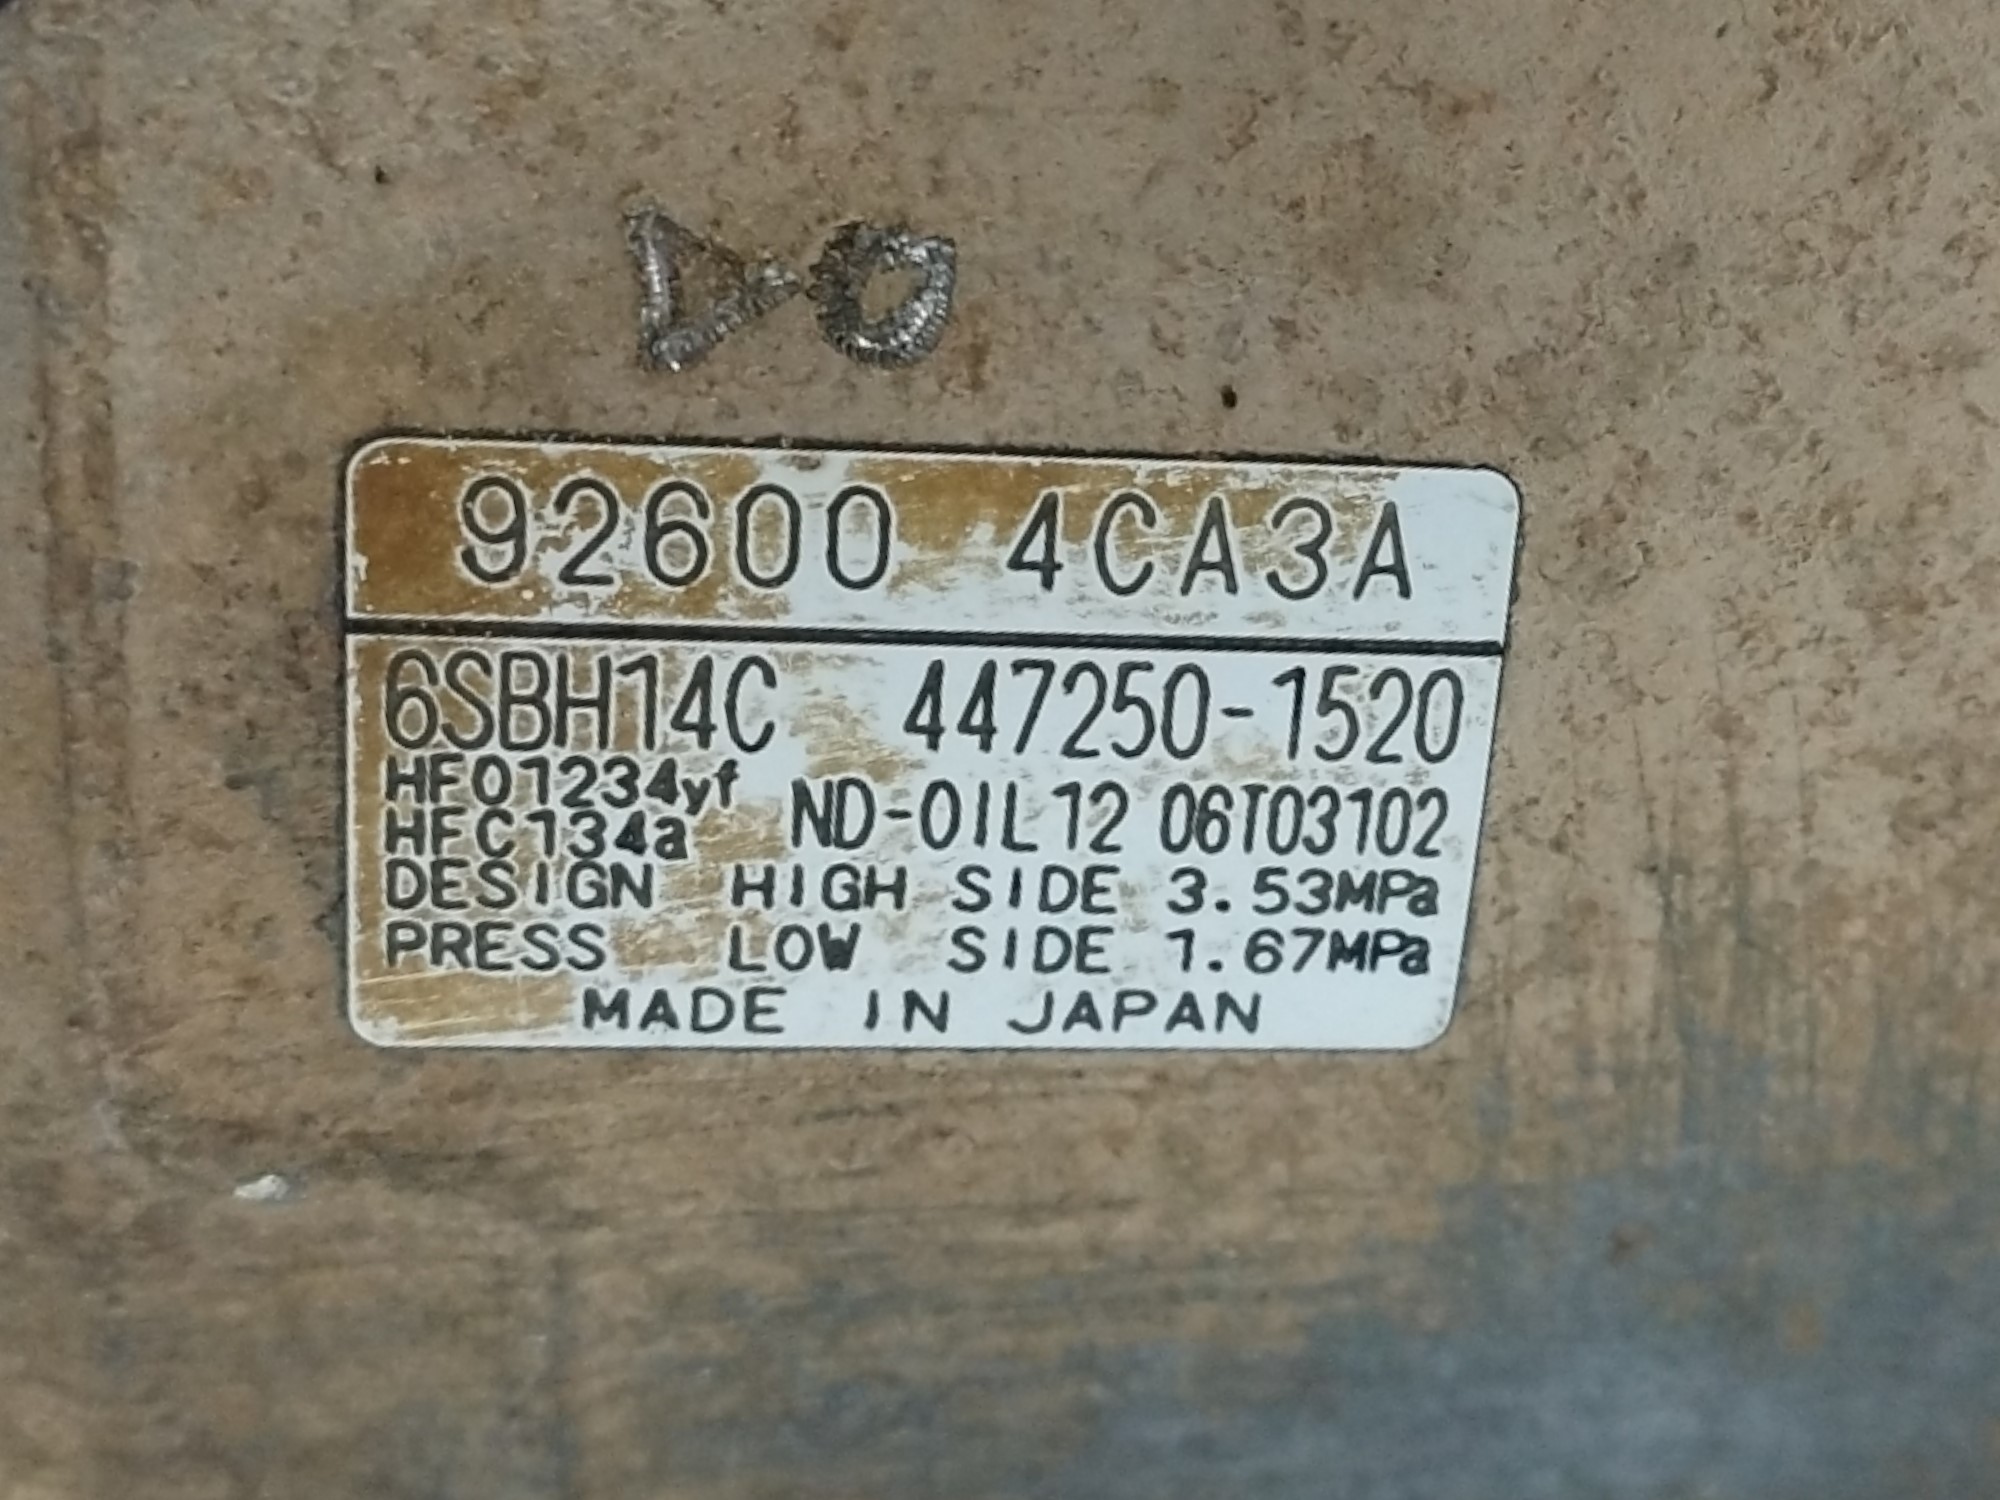 DO
92600 4CA3A
6SBH14C 447250-1520
HFO1234yf
HFC134a ND-OIL12 06T03102
DESIGN HIGH SIDE 3.53MPa
PRESS LOW SIDE 1.67MPa
MADE IN JAPAN